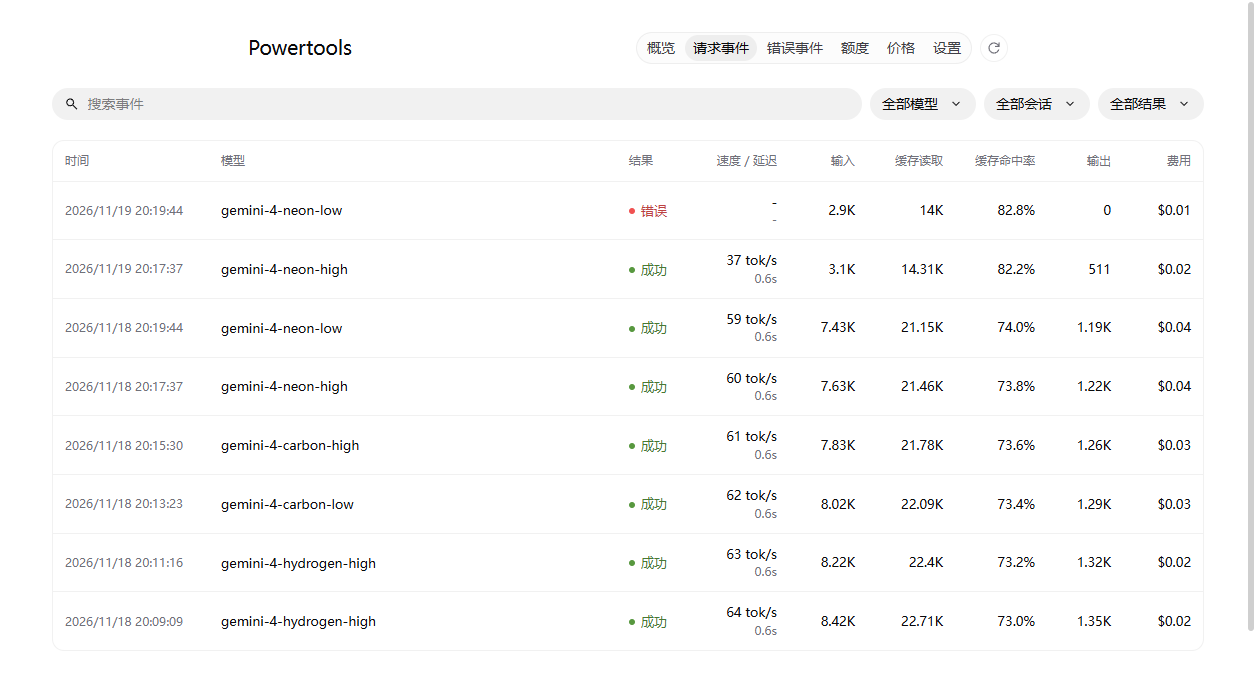 Powertools
概览 请求事件 错误事件 额度 价格 设置
搜索事件 全部模型 全部会话 全部结果
时间 模型 结果 速度 / 延迟 输入 缓存读取 缓存命中率 输出 费用
2026/11/19 20:19:44 gemini-4-neon-low 错误 - 2.9K 14K 82.8% 0 $0.01
-
2026/11/19 20:17:37 gemini-4-neon-high 成功 37 tok/s 3.1K 14.31K 82.2% 511 $0.02
0.6s
2026/11/18 20:19:44 gemini-4-neon-low 成功 59 tok/s 7.43K 21.15K 74.0% 1.19K $0.04
0.6s
2026/11/18 20:17:37 gemini-4-neon-high 成功 60 tok/s 7.63K 21.46K 73.8% 1.22K $0.04
0.6s
2026/11/18 20:15:30 gemini-4-carbon-high 成功 61 tok/s 7.83K 21.78K 73.6% 1.26K $0.03
0.6s
2026/11/18 20:13:23 gemini-4-carbon-low 成功 62 tok/s 8.02K 22.09K 73.4% 1.29K $0.03
0.6s
2026/11/18 20:11:16 gemini-4-hydrogen-high 成功 63 tok/s 8.22K 22.4K 73.2% 1.32K $0.02
0.6s
2026/11/18 20:09:09 gemini-4-hydrogen-high 成功 64 tok/s 8.42K 22.71K 73.0% 1.35K $0.02
0.6s